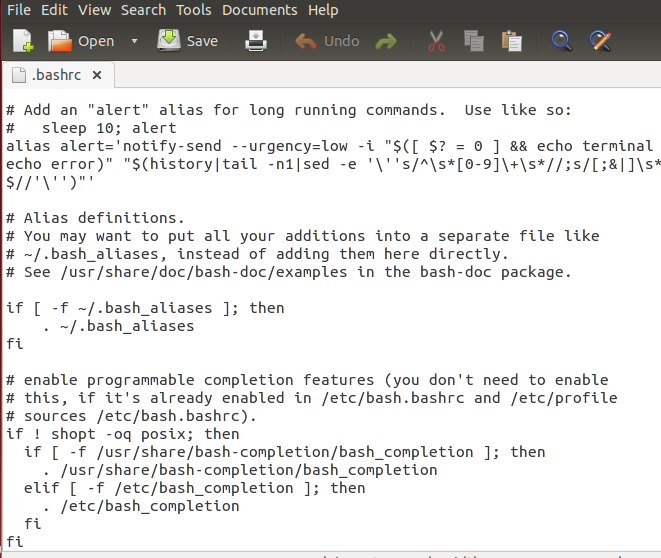 File Edit View Search Tools Documents Help
Open Save Undo
.bashrc ×
# Add an "alert" alias for long running commands.  Use like so:
#   sleep 10; alert
alias alert='notify-send --urgency=low -i "$([ $? = 0 ] && echo terminal
echo error)" "$(history|tail -n1|sed -e '\''s/^\s*[0-9]\+\s*//;s/[;&|]\s*
$//'\'')"'
# Alias definitions.
# You may want to put all your additions into a separate file like
# ~/.bash_aliases, instead of adding them here directly.
# See /usr/share/doc/bash-doc/examples in the bash-doc package.
if [ -f ~/.bash_aliases ]; then
    . ~/.bash_aliases
fi
# enable programmable completion features (you don't need to enable
# this, if it's already enabled in /etc/bash.bashrc and /etc/profile
# sources /etc/bash.bashrc).
if ! shopt -oq posix; then
  if [ -f /usr/share/bash-completion/bash_completion ]; then
    . /usr/share/bash-completion/bash_completion
  elif [ -f /etc/bash_completion ]; then
    . /etc/bash_completion
  fi
fi